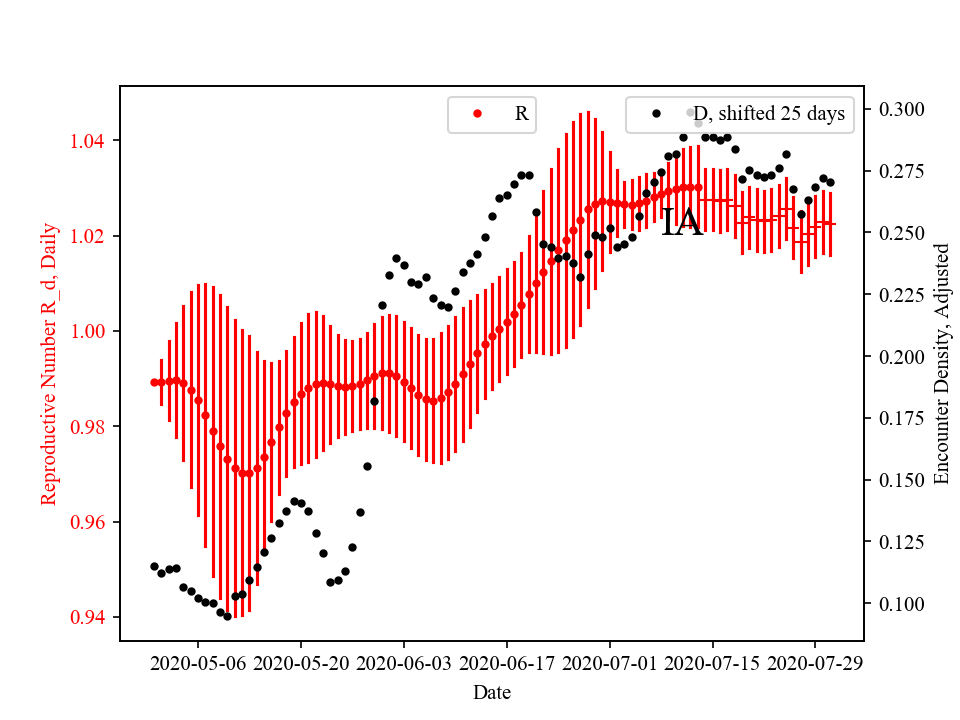 R
D, shifted 25 days
IA
1.04
1.02
1.00
0.98
0.96
0.94
Reproductive Number R_d, Daily
0.300
0.275
0.250
0.225
0.200
0.175
0.150
0.125
0.100
Encounter Density, Adjusted
2020-05-06 2020-05-20 2020-06-03 2020-06-17 2020-07-01 2020-07-15 2020-07-29
Date